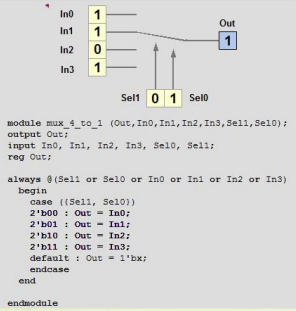 In0 1
Out
In1 1
1
In2 0
In3 1
Sel1 0 1 Sel0
module mux_4_to_1 (Out,In0,In1,In2,In3,Sel1,Sel0);
output Out;
input In0, In1, In2, In3, Sel0, Sel1;
reg Out;
always @(Sel1 or Sel0 or In0 or In1 or In2 or In3)
begin
case ({Sel1, Sel0})
2'b00 : Out = In0;
2'b01 : Out = In1;
2'b10 : Out = In2;
2'b11 : Out = In3;
default : Out = 1'bx;
endcase
end
endmodule